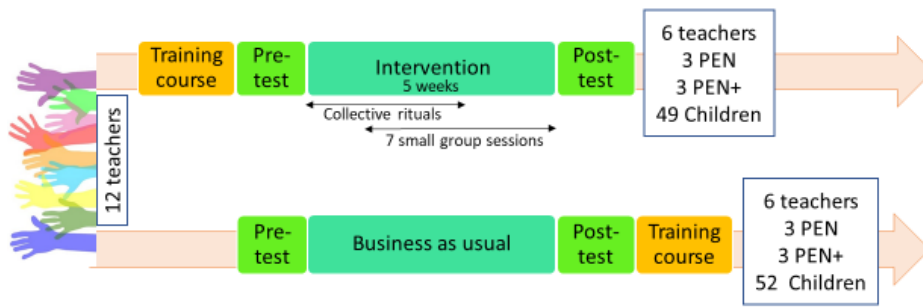 12 teachers
Training
course
Pre-
test
Intervention
5 weeks
Post-
test
6 teachers
3 PEN
3 PEN+
49 Children
Collective rituals
7 small group sessions
Pre-
test
Business as usual
Post-
test
Training
course
6 teachers
3 PEN
3 PEN+
52 Children